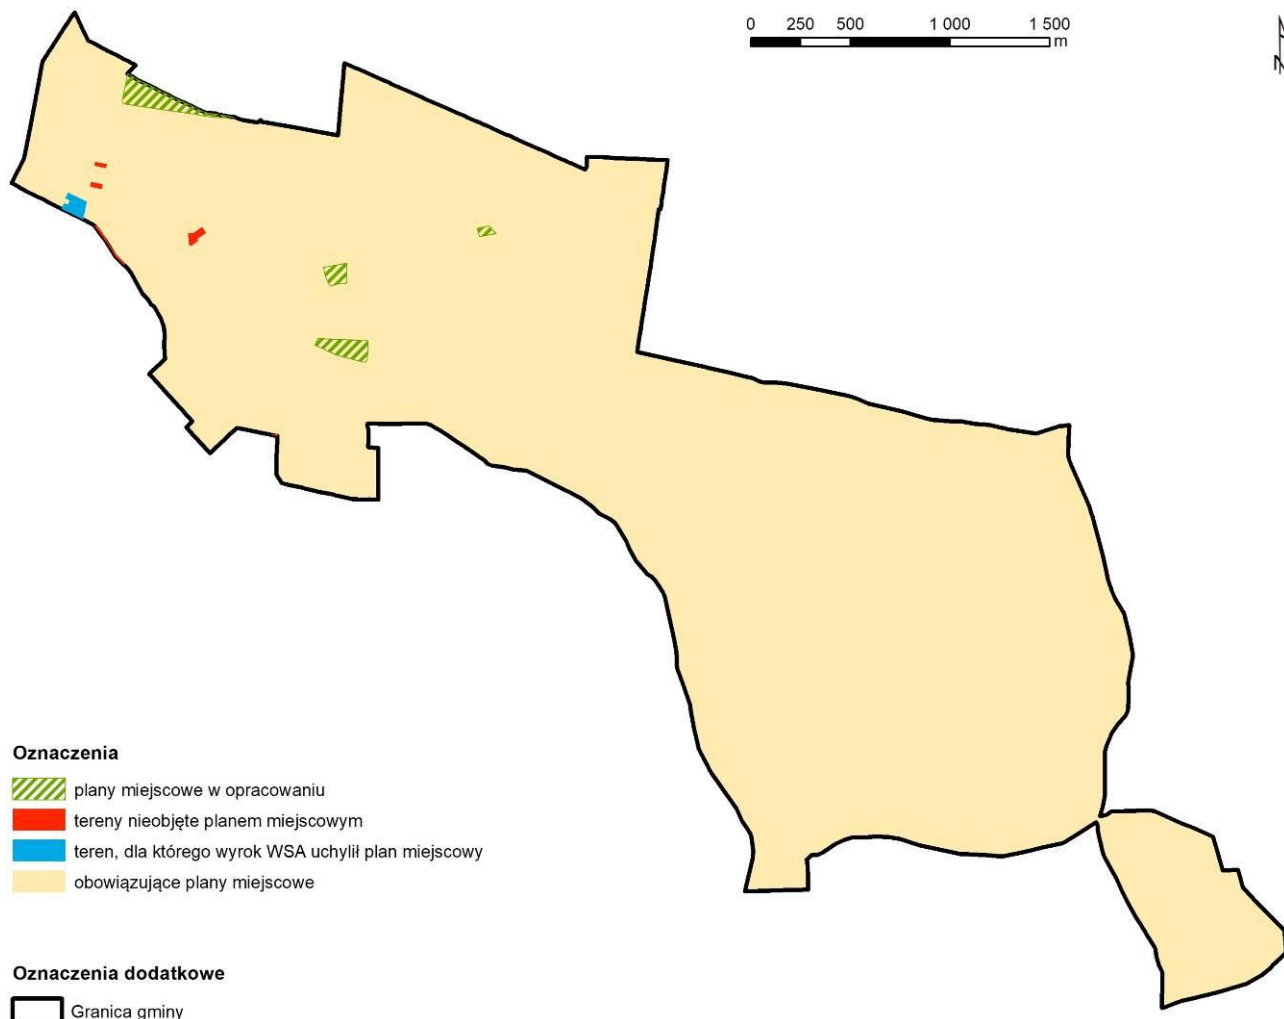 0 250 500 1 000 1 500
m
N
Oznaczenia
plany miejscowe w opracowaniu
tereny nieobjęte planem miejscowym
teren, dla którego wyrok WSA uchylił plan miejscowy
obowiązujące plany miejscowe
Oznaczenia dodatkowe
Granica gminy